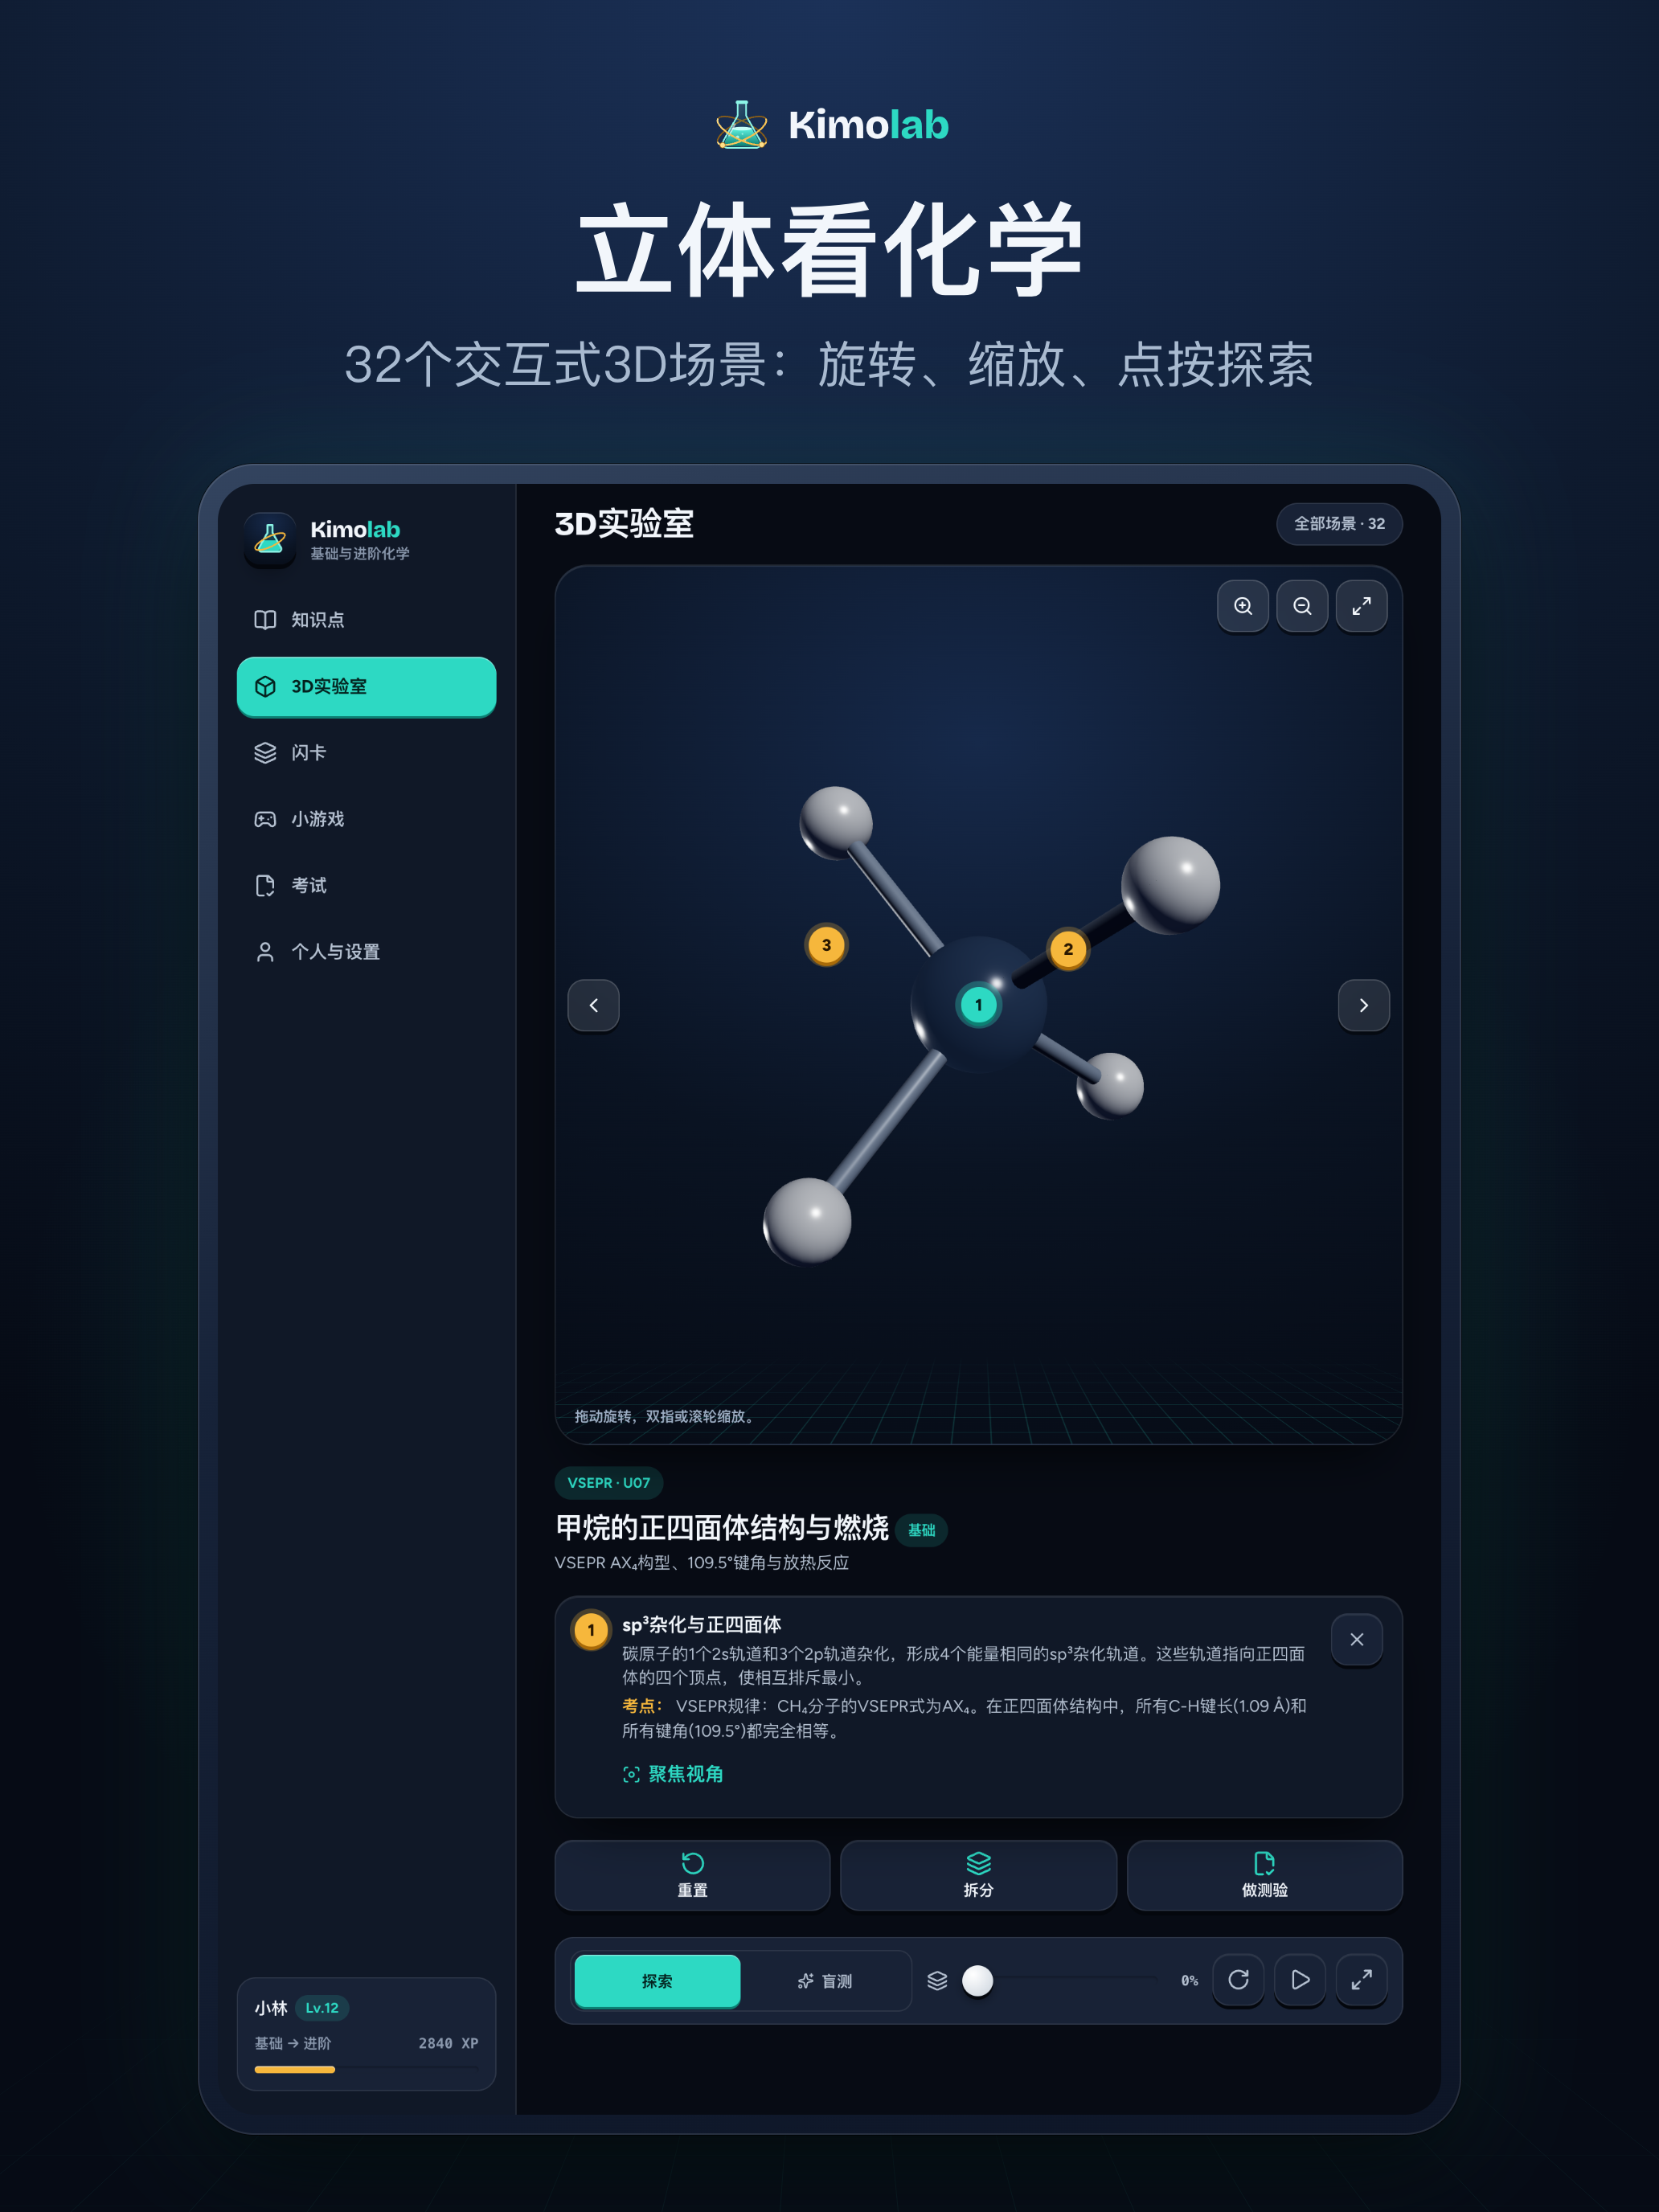 Kimolab
立体看化学
32个交互式3D场景：旋转、缩放、点按探索
Kimolab
基础与进阶化学
知识点
3D实验室
闪卡
小游戏
考试
个人与设置
小林 Lv.12
基础 → 进阶 2840 XP
3D实验室
全部场景 · 32
3
2
1
拖动旋转，双指或滚轮缩放。
VSEPR · U07
甲烷的正四面体结构与燃烧 基础
VSEPR AX₄构型、109.5°键角与放热反应
1 sp³杂化与正四面体
碳原子的1个2s轨道和3个2p轨道杂化，形成4个能量相同的sp³杂化轨道。这些轨道指向正四面
体的四个顶点，使相互排斥最小。
考点： VSEPR规律：CH₄分子的VSEPR式为AX₄。在正四面体结构中，所有C-H键长(1.09 Å)和
所有键角(109.5°)都完全相等。
聚焦视角
重置
拆分
做测验
探索
盲测
0%